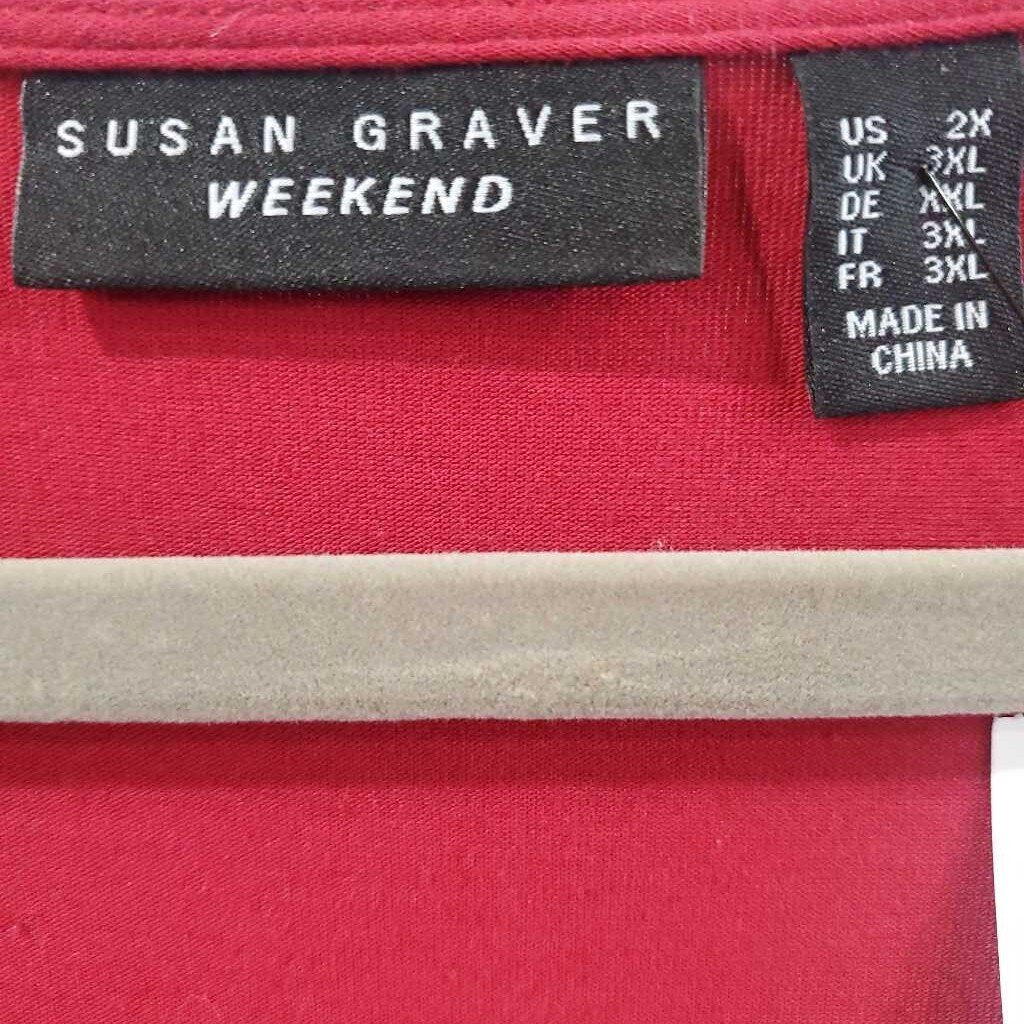 SUSAN GRAVER
WEEKEND
US 2X
UK 3XL
DE XXL
IT 3XL
FR 3XL
MADE IN
CHINA